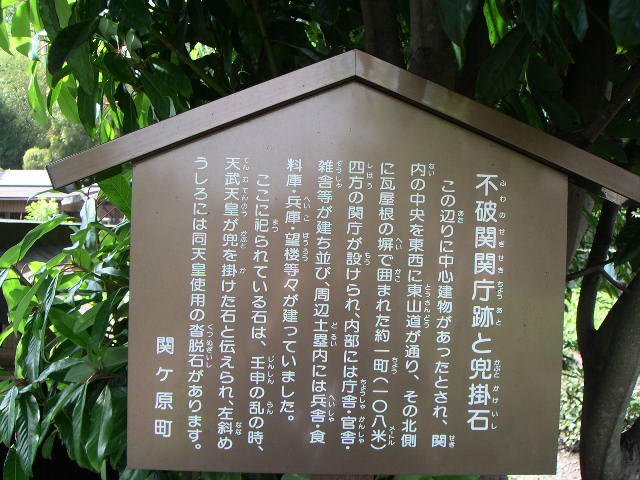 不破関関庁跡と兜掛石
この辺りに中心建物があったとされ、関
内の中央を東西に東山道が通り、その北側
に瓦屋根の塀で囲まれた約一町(一〇八米)
四方の関庁が設けられ、内部には庁舎・官舎・
雑舎等が建ち並び、周辺土塁内には兵舎・食
料庫・兵庫・望楼等々が建っていました。
ここに祀られている石は、壬申の乱の時、
天武天皇が兜を掛けた石と伝えられ、左斜め
うしろには同天皇使用の沓脱石があります。
関ケ原町